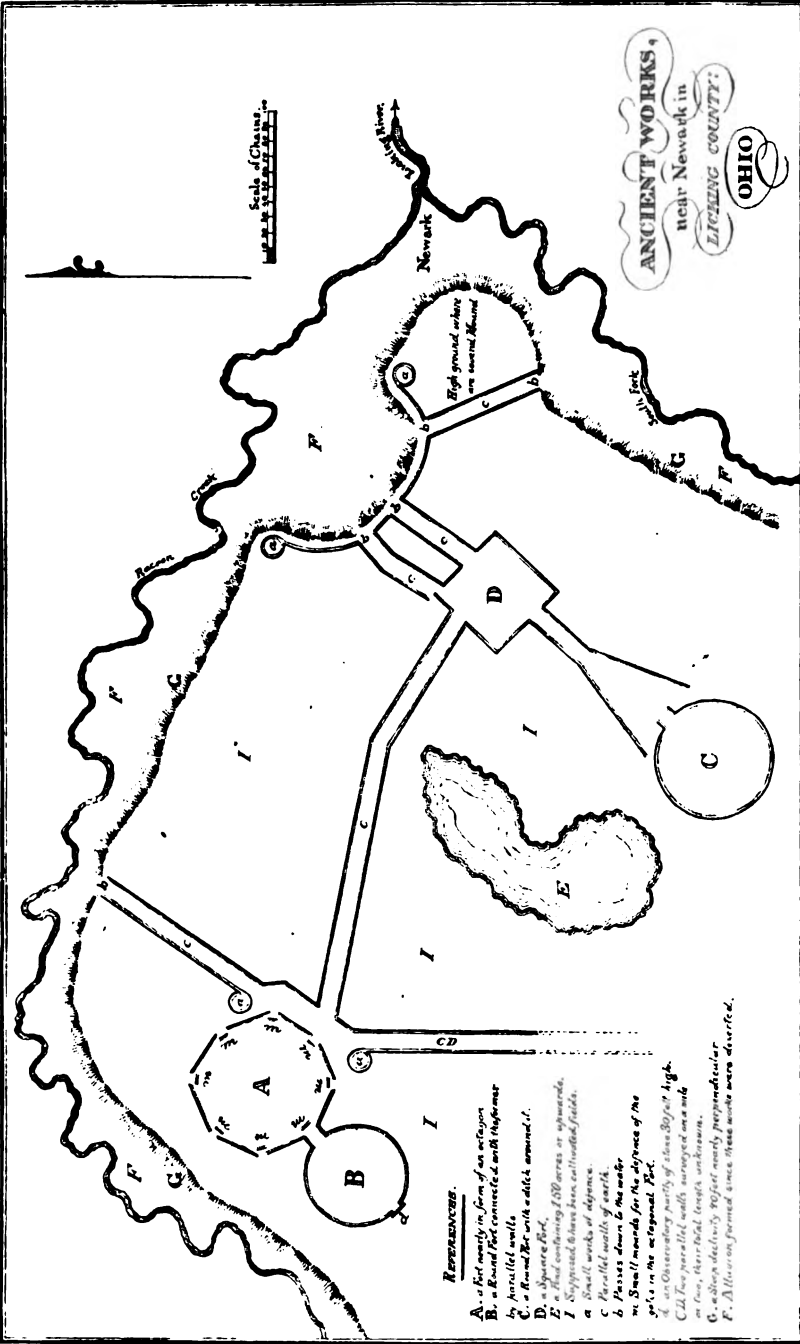 ANCIENT WORKS,
near Newark in
LICKING COUNTY:
OHIO
Scale of Chains.
Licking River
Newark
High ground where
are several Mound
South Fork
Racoon
Creek
F
F
F
F
G
G
G
I
I
I
I
A
B
C
D
E
a
a
a
a
b
b
b
b
b
c
c
c
c
c
CD
d
m
m
m
m
m
REFERENCES.
A. a Fort nearly in form of an octagon
B. a Round Fort connected with the former
by parallel walls
C. a Round Fort with a ditch around it.
D. a Square Fort,
E a Pond containing 150 acres or upwards.
I Supposed to have been cultivated fields.
a Small works of defence.
c Parallel walls of earth.
b Passes down to the water
m Small mounds for the defence of the
gates in the octagonal Fort.
d an Observatory partly of stone 30 feet high.
CD Two parallel walls surveyed one mile
or two, their total length unknown.
G. a Steep declivity 40 feet nearly perpendicular
F. Alluvion formed since these works were deserted.